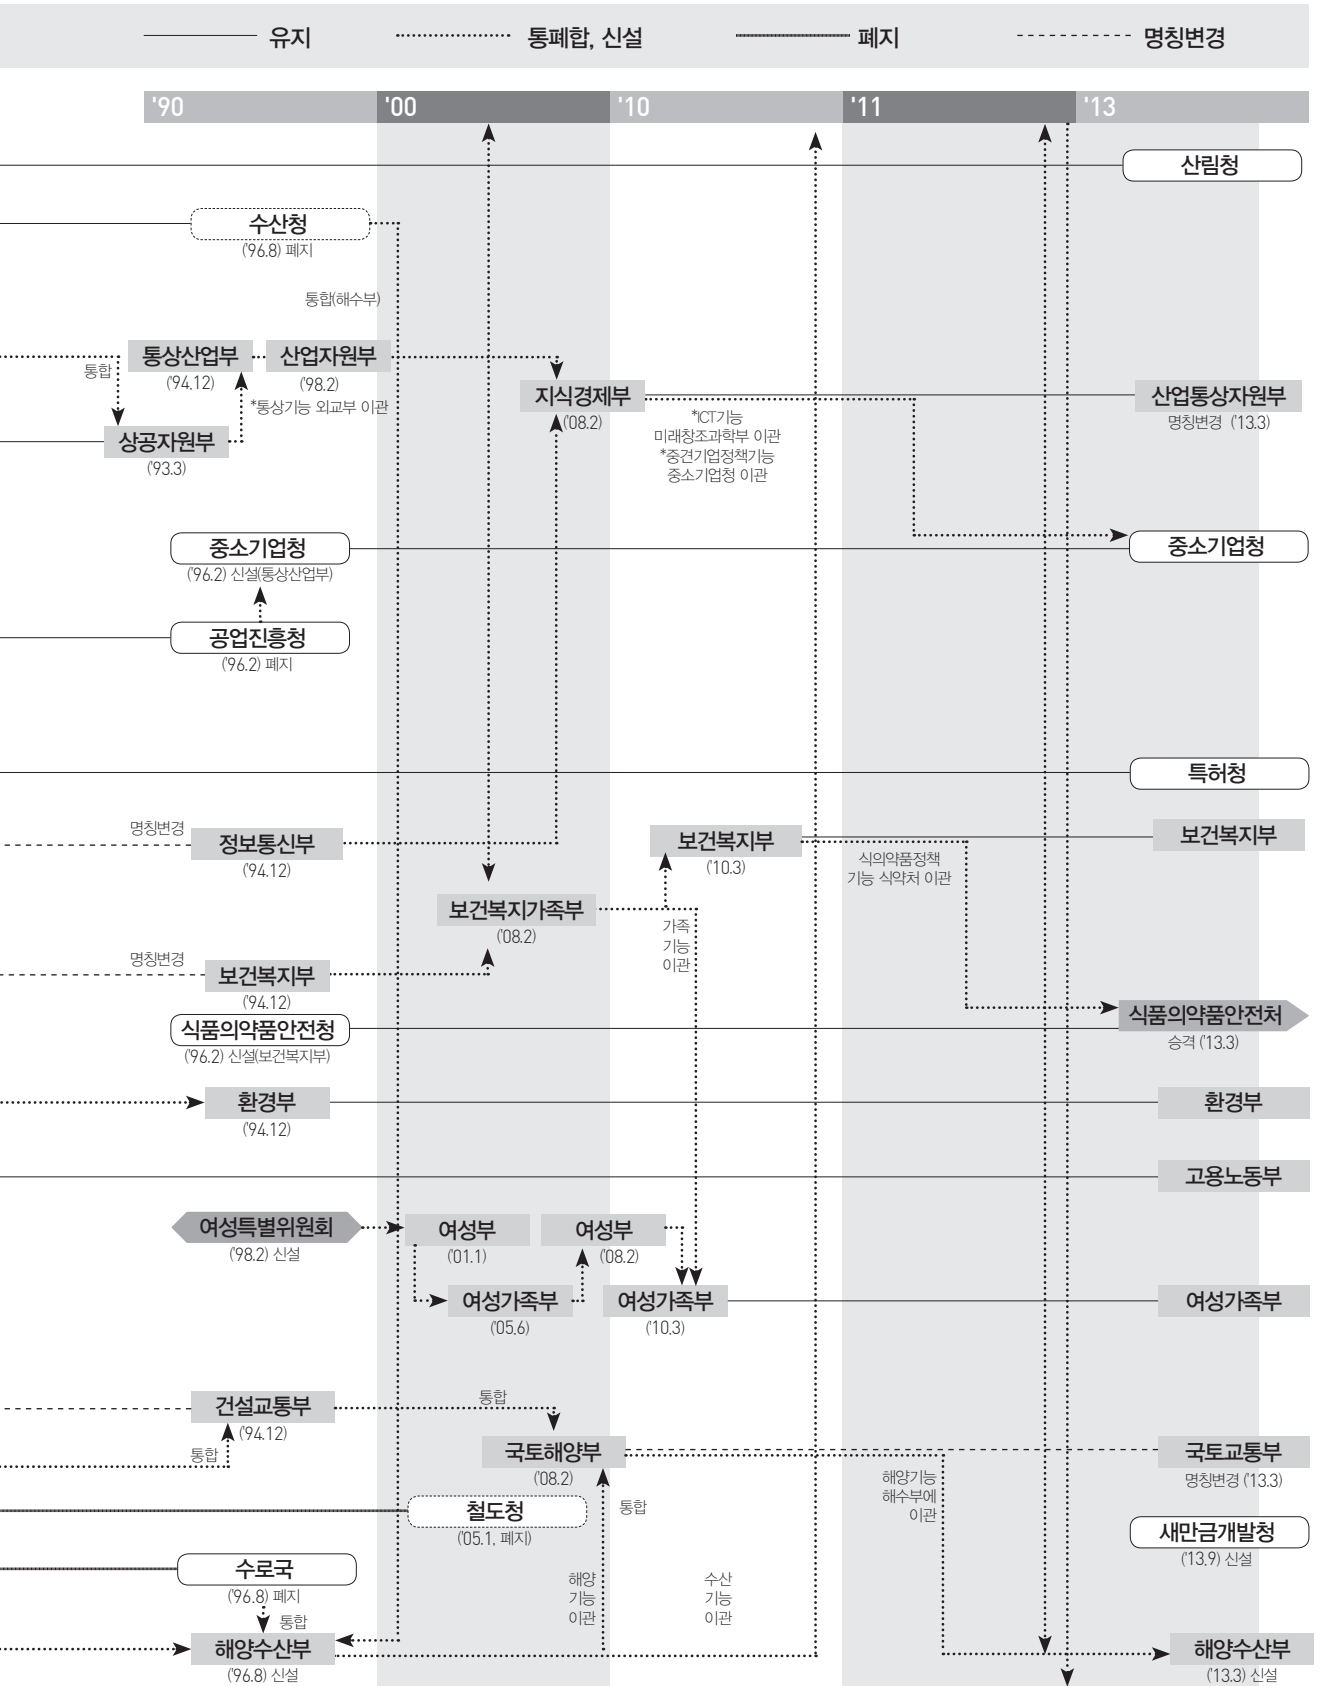 유지
통폐합, 신설
폐지
명칭변경
'90
'00
'10
'11
'13
산림청
수산청
('96.8) 폐지
통합(해수부)
통상산업부
('94.12)
산업자원부
('98.2)
*통상기능 외교부 이관
통합
상공자원부
('93.3)
지식경제부
('08.2)
*ICT기능
미래창조과학부 이관
*중견기업정책기능
중소기업청 이관
산업통상자원부
명칭변경 ('13.3)
중소기업청
('96.2) 신설(통상산업부)
중소기업청
공업진흥청
('96.2) 폐지
특허청
명칭변경
정보통신부
('94.12)
보건복지부
('10.3)
식의약품정책
기능 식약처 이관
보건복지부
보건복지가족부
('08.2)
가족
기능
이관
명칭변경
보건복지부
('94.12)
식품의약품안전청
('96.2) 신설(보건복지부)
식품의약품안전처
승격 ('13.3)
환경부
('94.12)
환경부
고용노동부
여성특별위원회
('98.2) 신설
여성부
('01.1)
여성부
('08.2)
여성가족부
('05.6)
여성가족부
('10.3)
여성가족부
건설교통부
('94.12)
통합
통합
국토해양부
('08.2)
국토교통부
명칭변경 ('13.3)
해양기능
해수부에
이관
철도청
('05.1, 폐지)
통합
새만금개발청
('13.9) 신설
수로국
('96.8) 폐지
통합
해양
기능
이관
수산
기능
이관
해양수산부
('96.8) 신설
해양수산부
('13.3) 신설